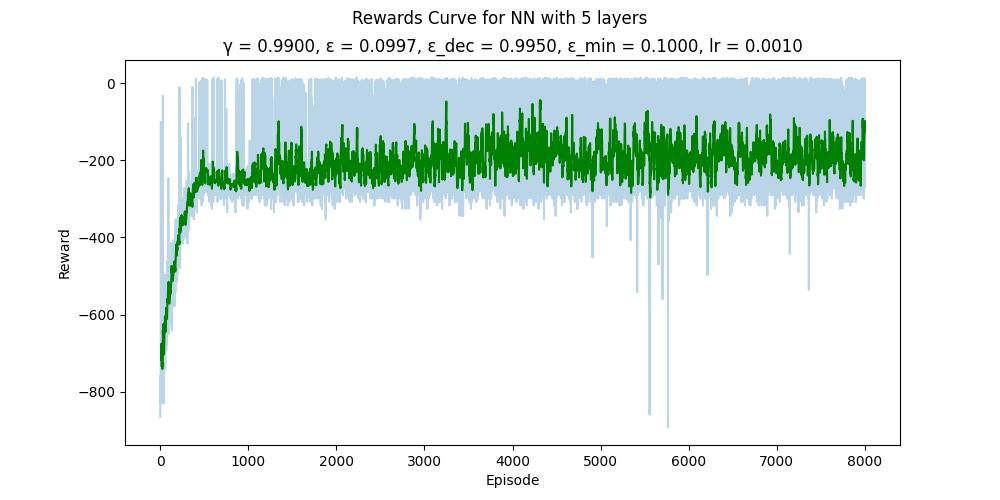 Rewards Curve for NN with 5 layers
γ = 0.9900, ε = 0.0997, ε_dec = 0.9950, ε_min = 0.1000, lr = 0.0010
0
−200
−400
−600
−800
Reward
0 1000 2000 3000 4000 5000 6000 7000 8000
Episode